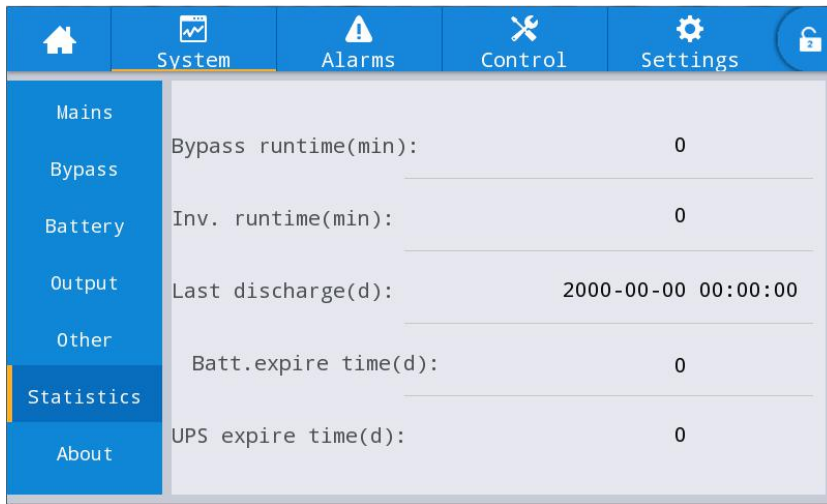 System Alarms Control Settings 2
Mains
Bypass
Battery
Output
Other
Statistics
About
Bypass runtime(min): 0
Inv. runtime(min): 0
Last discharge(d): 2000-00-00 00:00:00
Batt.expire time(d): 0
UPS expire time(d): 0